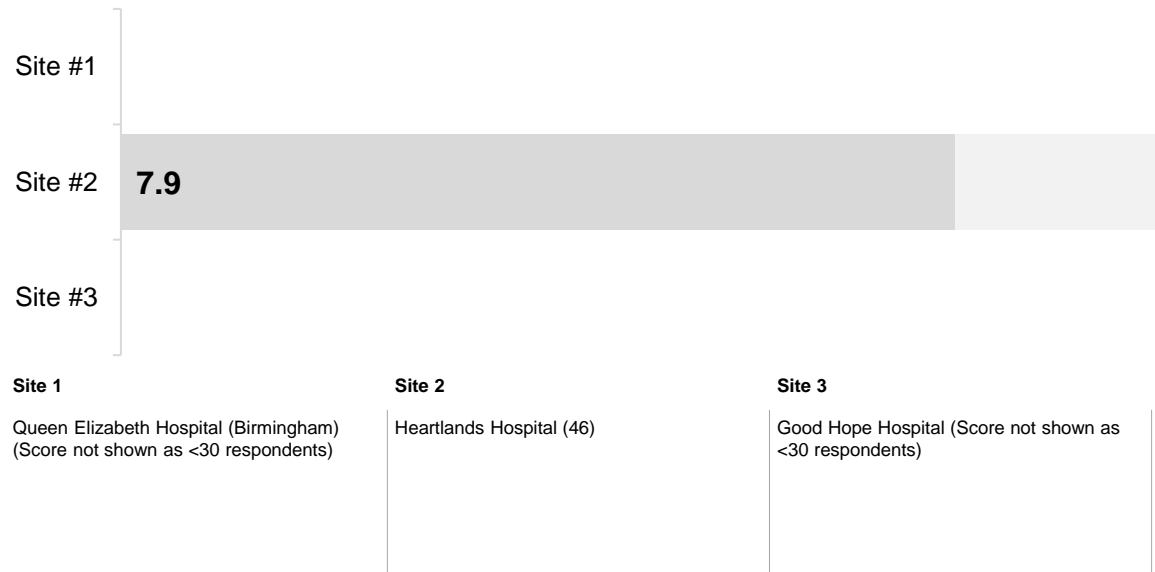 Site #1
Site #2
7.9
Site #3
Site 1
Queen Elizabeth Hospital (Birmingham)
(Score not shown as <30 respondents)
Site 2
Heartlands Hospital (46)
Site 3
Good Hope Hospital (Score not shown as
<30 respondents)